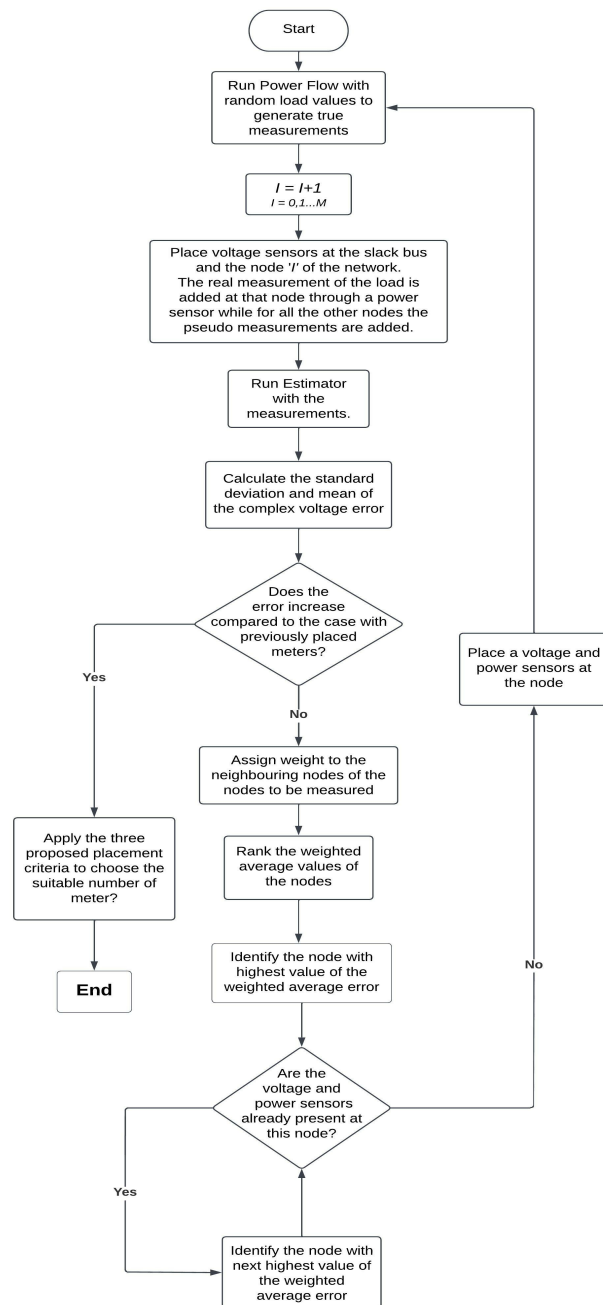 Start
Run Power Flow with
random load values to
generate true
measurements
I = I+1
I = 0,1...M
Place voltage sensors at the slack bus
and the node 'I' of the network.
The real measurement of the load is
added at that node through a power
sensor while for all the other nodes the
pseudo measurements are added.
Run Estimator
with the
measurements.
Calculate the standard
deviation and mean of
the complex voltage error
Does the
error increase
compared to the case with
previously placed
meters?
Yes
No
Place a voltage and
power sensors at
the node
Assign weight to the
neighbouring nodes of the
nodes to be measured
Apply the three
proposed placement
criteria to choose the
suitable number of
meter?
End
Rank the weighted
average values of
the nodes
Identify the node with
highest value of the
weighted average error
No
Are the
voltage and
power sensors
already present at
this node?
Yes
Identify the node with
next highest value of
the weighted
average error